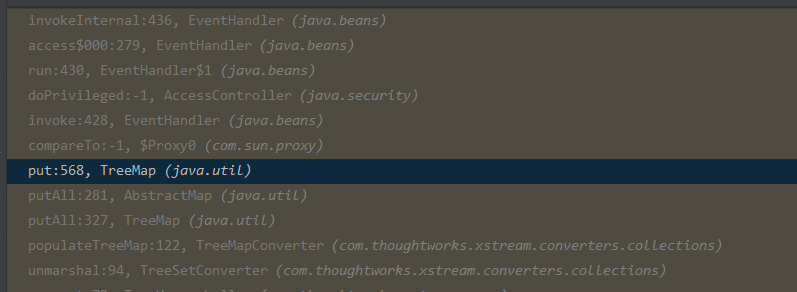 invokeInternal:436, EventHandler (java.beans)
access$000:279, EventHandler (java.beans)
run:430, EventHandler$1 (java.beans)
doPrivileged:-1, AccessController (java.security)
invoke:428, EventHandler (java.beans)
compareTo:-1, $Proxy0 (com.sun.proxy)
put:568, TreeMap (java.util)
putAll:281, AbstractMap (java.util)
putAll:327, TreeMap (java.util)
populateTreeMap:122, TreeMapConverter (com.thoughtworks.xstream.converters.collections)
unmarshal:94, TreeSetConverter (com.thoughtworks.xstream.converters.collections)